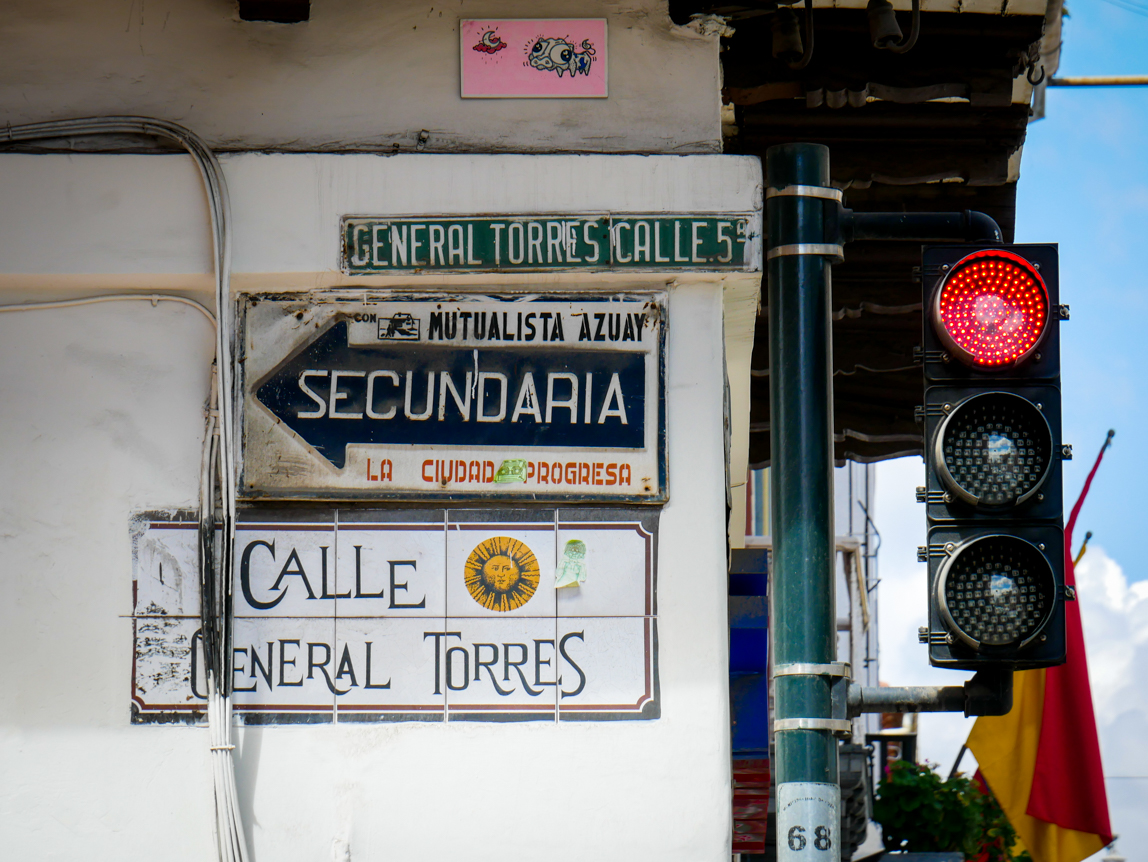 GENERAL TORRES CALLE.5ª
CON MUTUALISTA AZUAY
SECUNDARIA
LA CIUDAD PROGRESA
CALLE
GENERAL TORRES
68